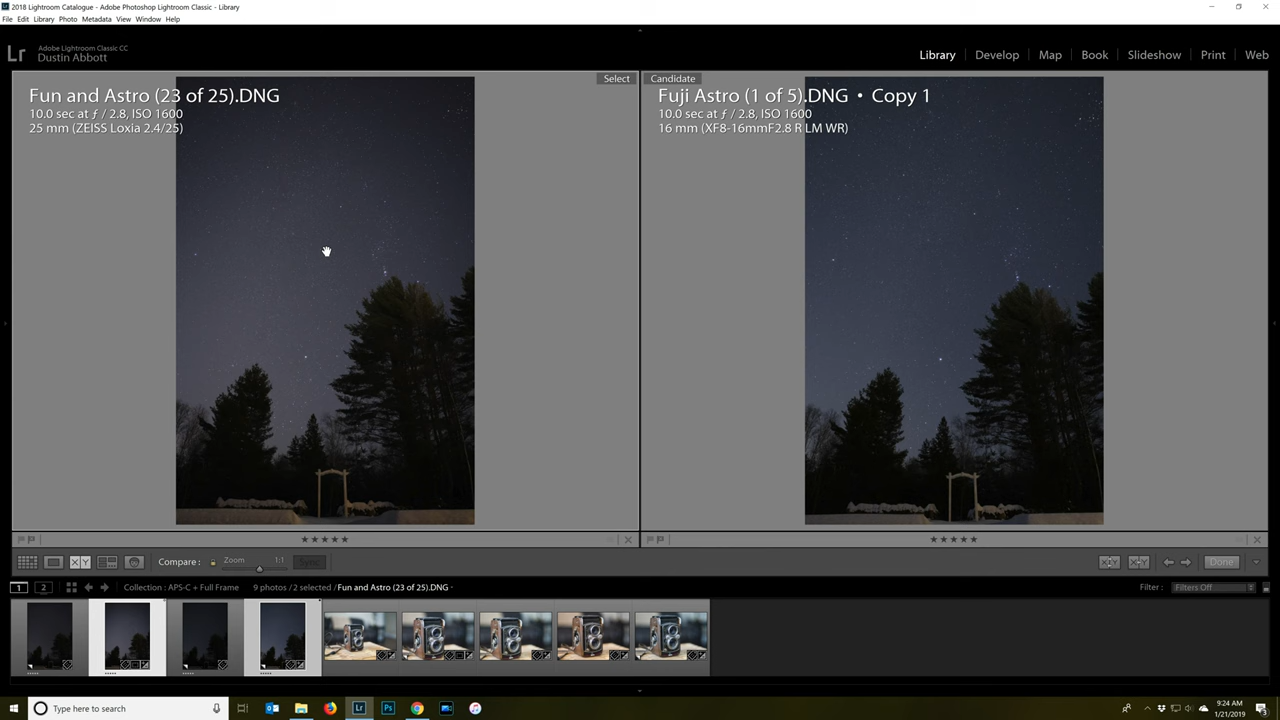 2018 Lightroom Catalogue - Adobe Photoshop Lightroom Classic - Library
File Edit Library Photo Metadata View Window Help
Lr
Adobe Lightroom Classic CC
Dustin Abbott
Library | Develop | Map | Book | Slideshow | Print | Web
Select
Candidate
Fun and Astro (23 of 25).DNG
10.0 sec at ƒ / 2.8, ISO 1600
25 mm (ZEISS Loxia 2.4/25)
Fuji Astro (1 of 5).DNG • Copy 1
10.0 sec at ƒ / 2.8, ISO 1600
16 mm (XF8-16mmF2.8 R LM WR)
XY
Compare : Zoom 1:1 Sync
Done
1 2 Collection : APS-C + Full Frame 9 photos / 2 selected / Fun and Astro (23 of 25).DNG
Filter : Filters Off
Type here to search
Lr
Ps
9:24 AM
1/21/2019
3